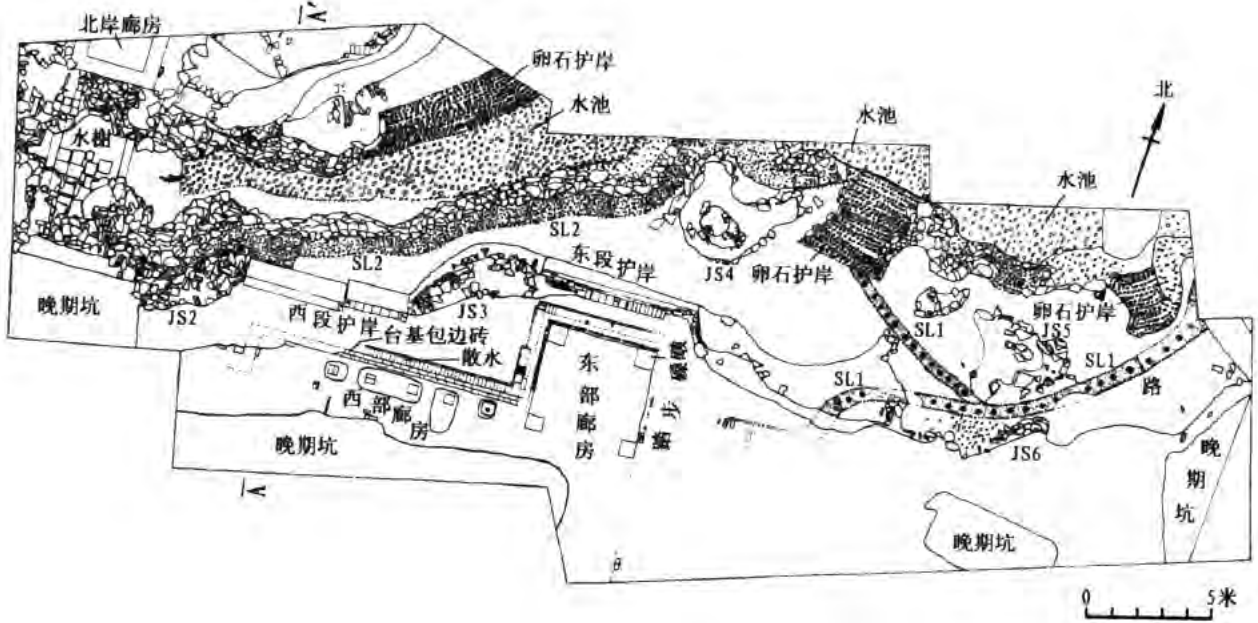 北岸廊房
卵石护岸
水池
水池
北
水榭
水池
SL2
SL2
东段护岸
JS4
卵石护岸
晚期坑
JS2
西段护岸
JS3
SL1
卵石护岸
JS5
台基包边砖
散水
东部廊房
踏步
SL1
SL1
路
西部廊房
晚期坑
JS6
晚期坑
晚期坑
0
5米